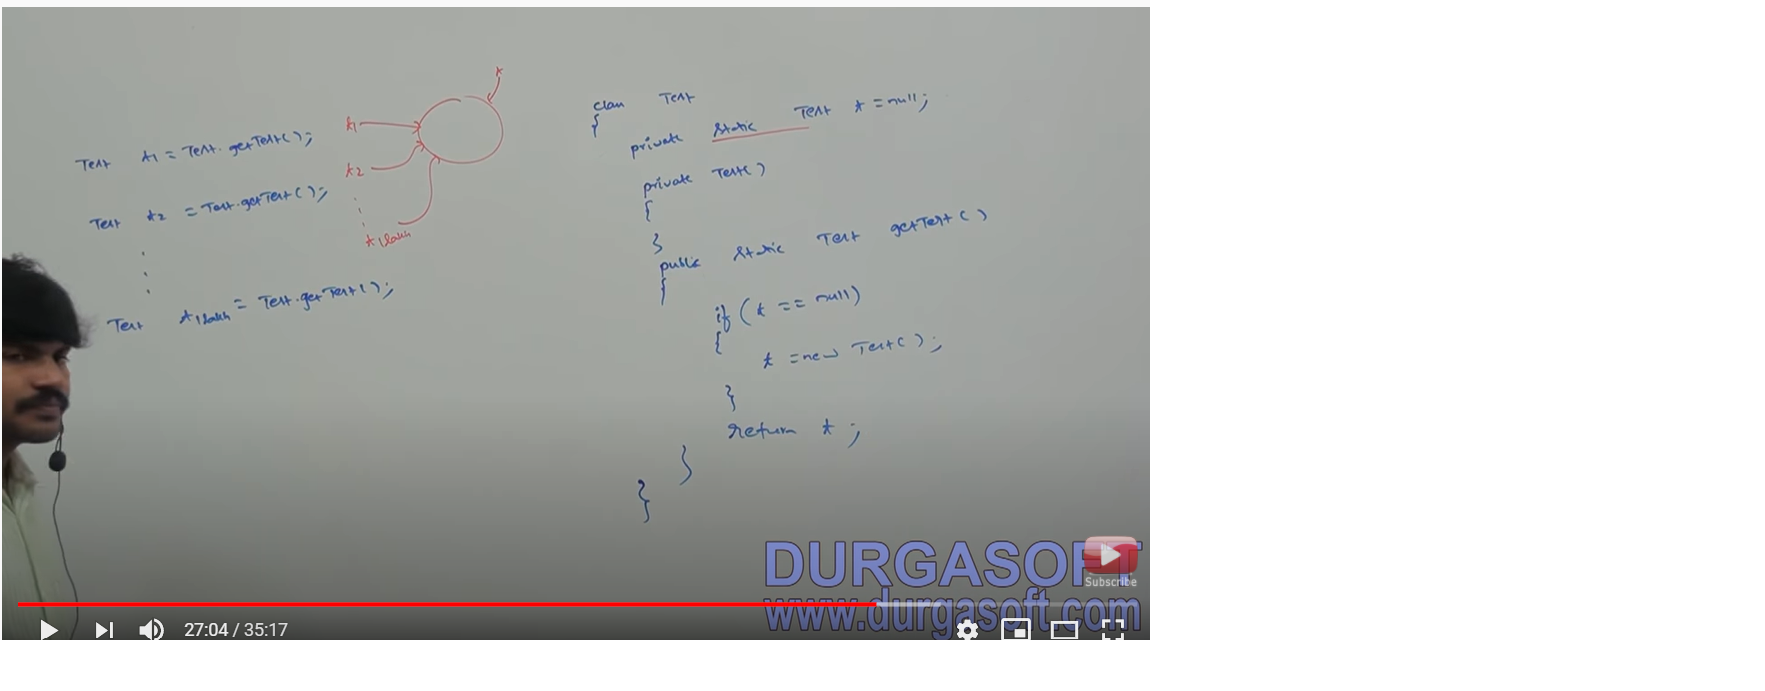 Test t1 = Test.getTest();
Test t2 = Test.getTest();
Test t1lakh = Test.getTest();
t
t1
t2
t1lakh
class Test
{
private static Test t = null;
private Test()
{
}
public static Test getTest()
{
if (t == null)
{
t = new Test();
}
return t;
}
}
DURGASOFT
www.durgasoft.com
Subscribe
27:04 / 35:17